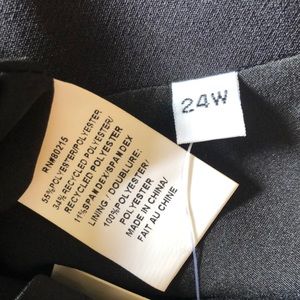 24W
RN#80215
55%POLYESTER/POLYESTER
34% RECYCLED POLYESTER/
RECYCLED POLYESTER
11%SPANDEX/SPANDEX
LINING / DOUBLURE:
100%POLYESTER/
POLYESTER
MADE IN CHINA/
FAIT AU CHINE